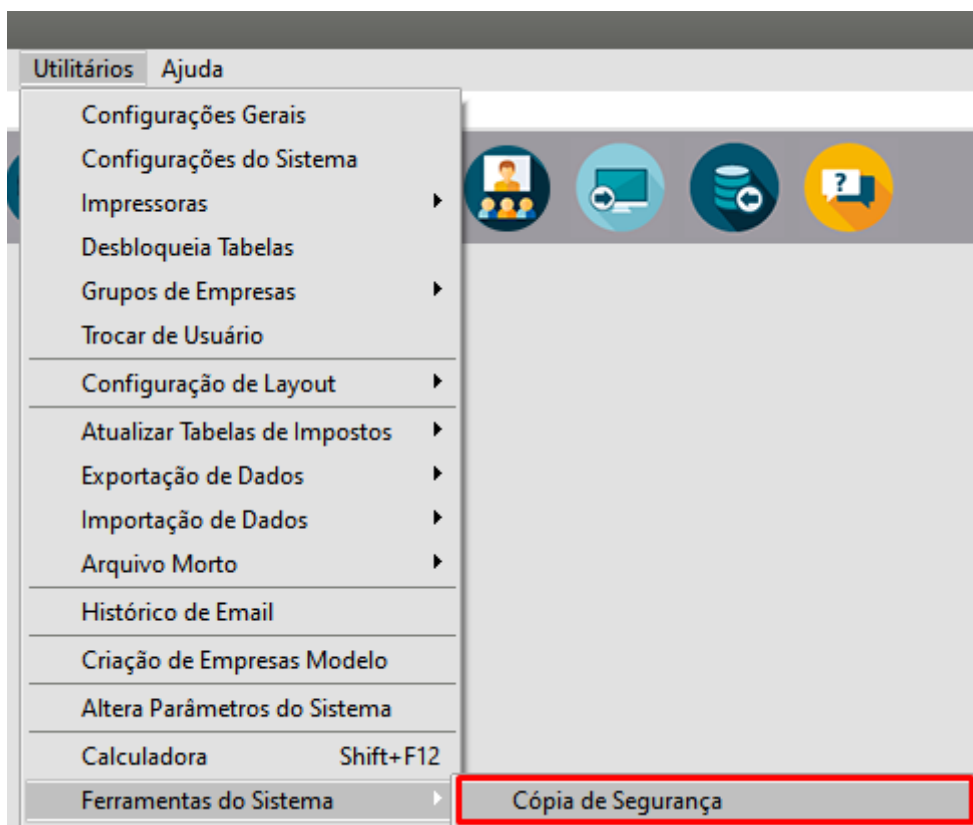 Utilitários Ajuda
Configurações Gerais
Configurações do Sistema
Impressoras
Desbloqueia Tabelas
Grupos de Empresas
Trocar de Usuário
Configuração de Layout
Atualizar Tabelas de Impostos
Exportação de Dados
Importação de Dados
Arquivo Morto
Histórico de Email
Criação de Empresas Modelo
Altera Parâmetros do Sistema
Calculadora Shift+F12
Ferramentas do Sistema Cópia de Segurança
?